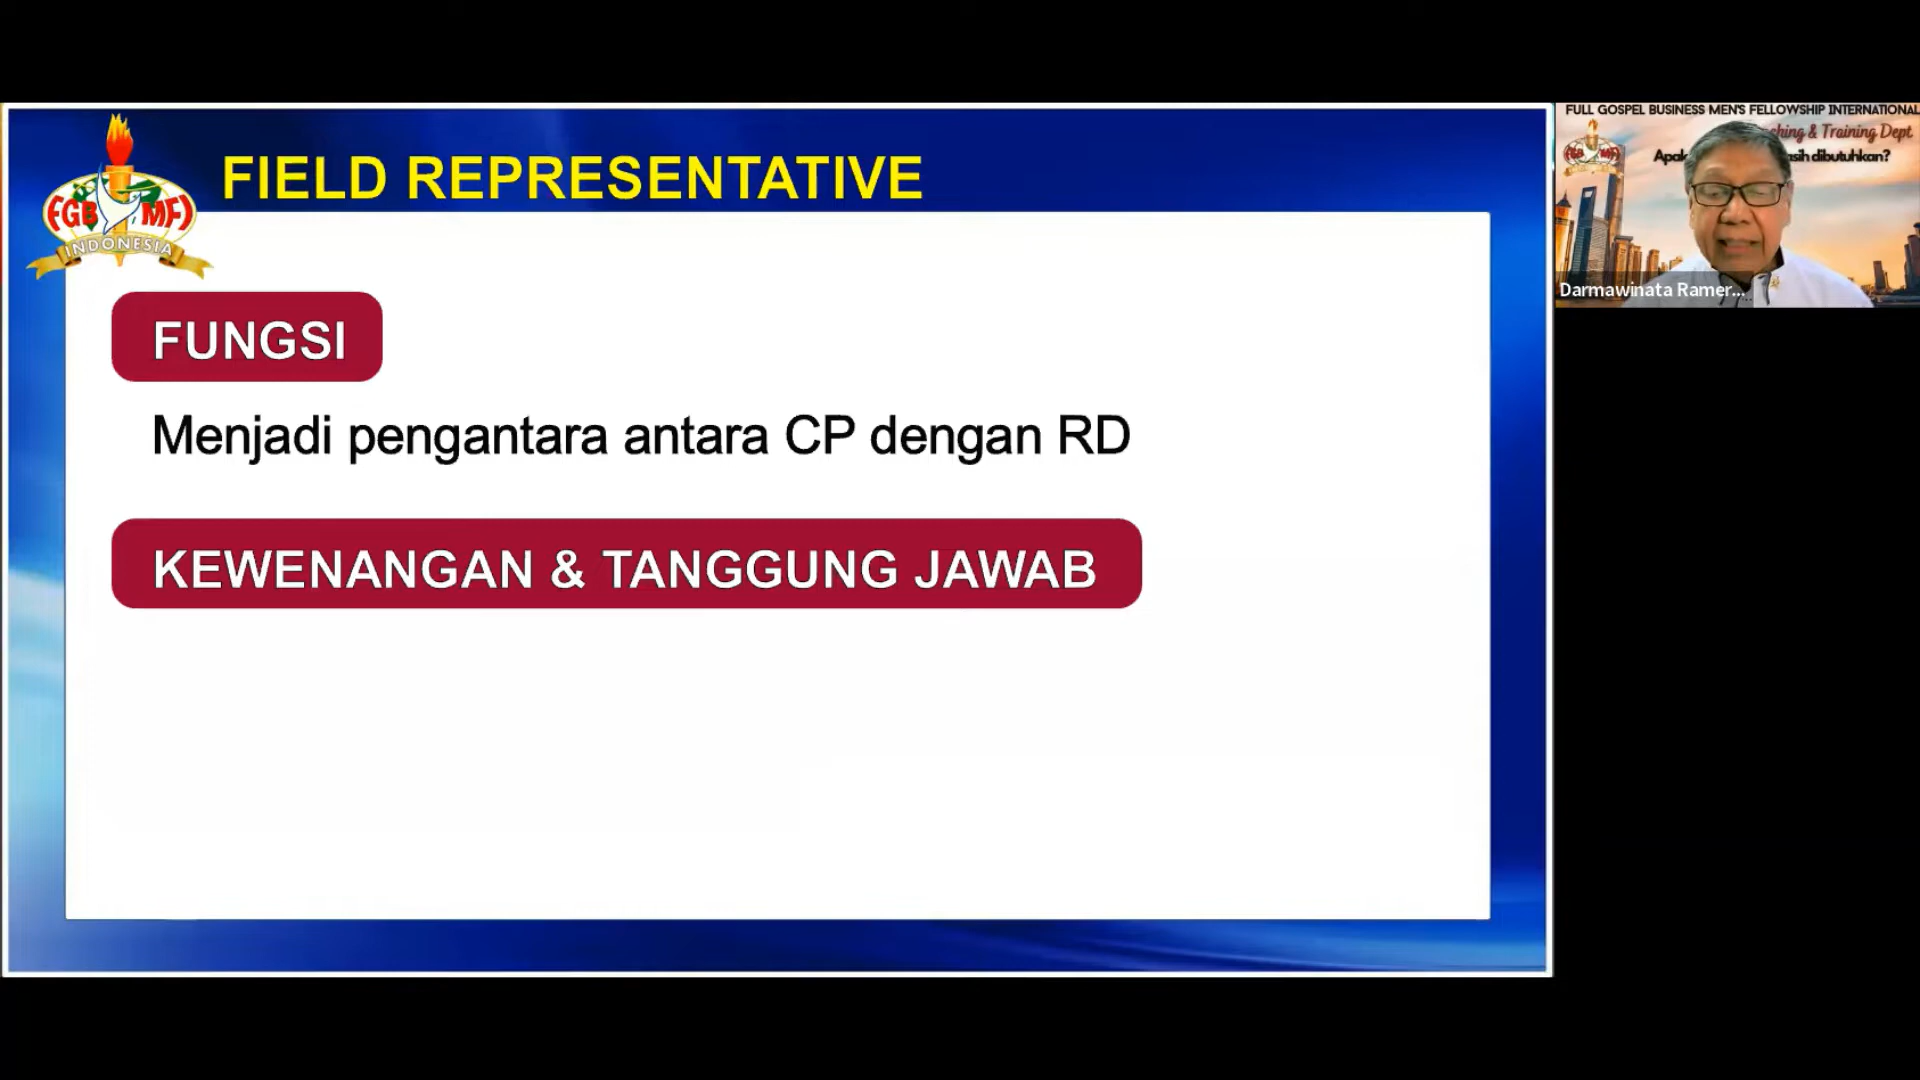 FGB MFI
INDONESIA
FIELD REPRESENTATIVE
FUNGSI
Menjadi pengantara antara CP dengan RD
KEWENANGAN & TANGGUNG JAWAB
FULL GOSPEL BUSINESS MEN'S FELLOWSHIP INTERNATIONAL
& Training Dept
dibutuhkan?
Darmawinata Ramer...